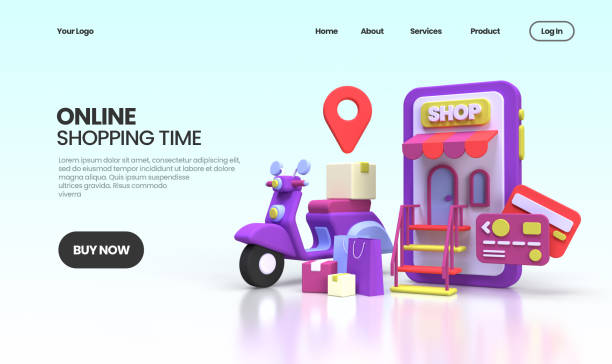 Your Logo
Home
About
Services
Product
Log In
ONLINE
SHOPPING TIME
Lorem ipsum dolor sit amet, consectetur adipiscing elit,
sed do eiusmod tempor incididunt ut labore et dolore
magna aliqua. Quis ipsum suspendisse
ultrices gravida. Risus commodo
viverra
BUY NOW
SHOP